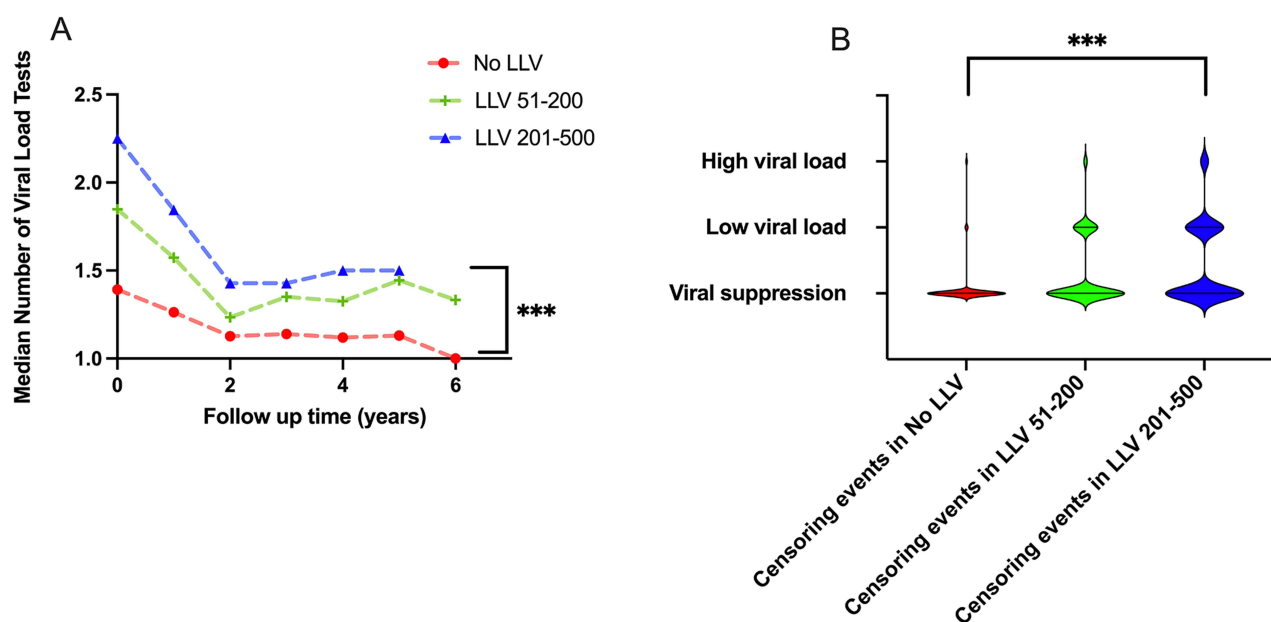 A
Median Number of Viral Load Tests
2.5
2.0
1.5
1.0
0
2
4
6
Follow up time (years)
No LLV
LLV 51-200
LLV 201-500
***
B
***
High viral load
Low viral load
Viral suppression
Censoring events in No LLV
Censoring events in LLV 51-200
Censoring events in LLV 201-500